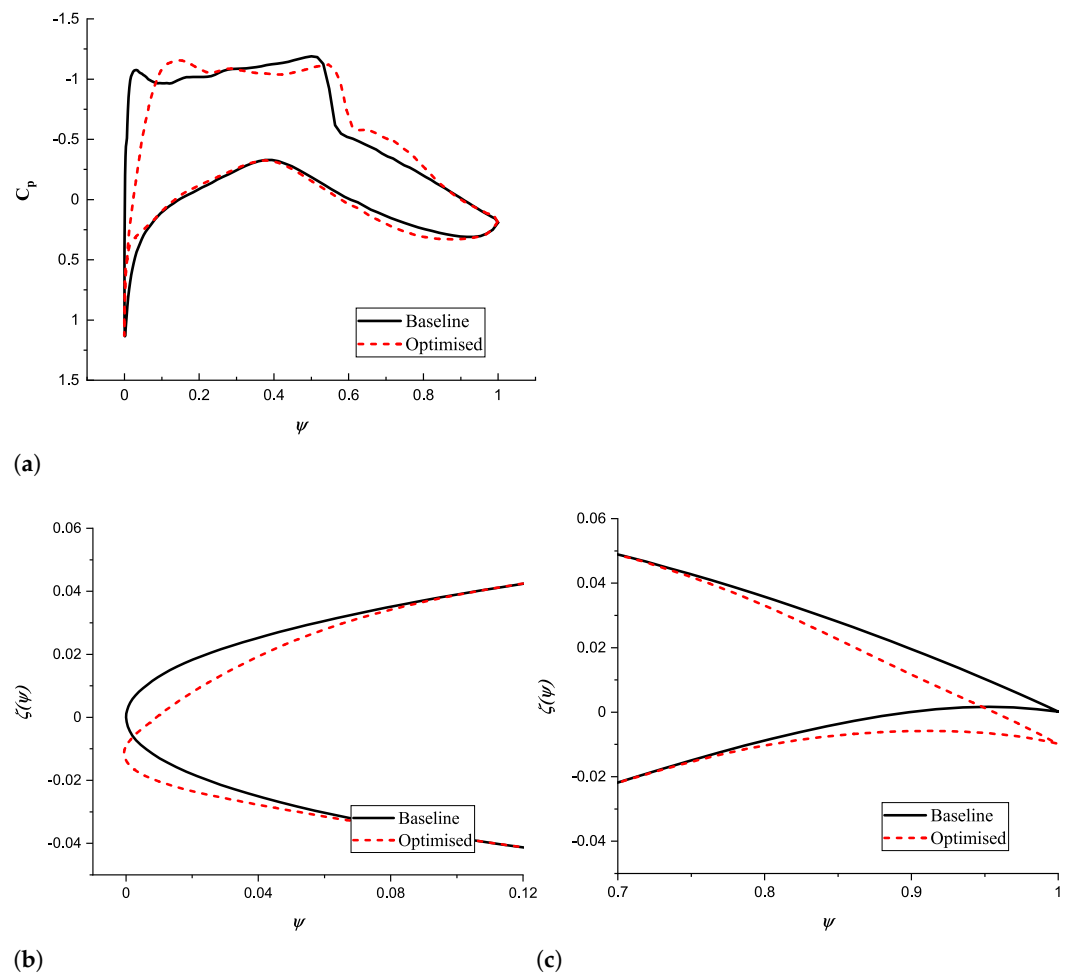 -1.5
-1
-0.5
0
0.5
1
1.5
C_p
Baseline
Optimised
0 0.2 0.4 0.6 0.8 1
ψ
(a)
0.06
0.04
0.02
0
-0.02
-0.04
ζ(ψ)
Baseline
Optimised
0 0.04 0.08 0.12
ψ
(b)
0.06
0.04
0.02
0
-0.02
-0.04
ζ(ψ)
Baseline
Optimised
0.7 0.8 0.9 1
ψ
(c)